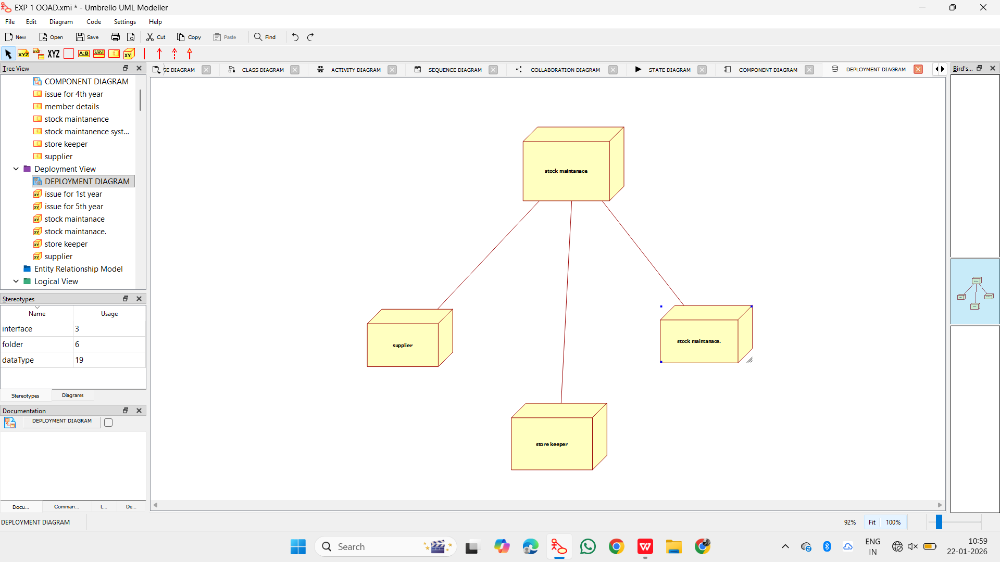 EXP 1 OOAD.xmi * - Umbrello UML Modeller
File Edit Diagram Code Settings Help
New Open Save Cut Copy Paste Find
XYZ XYZ XYZ A:B ABC XY
Tree View
SE DIAGRAM CLASS DIAGRAM ACTIVITY DIAGRAM SEQUENCE DIAGRAM COLLABORATION DIAGRAM STATE DIAGRAM COMPONENT DIAGRAM DEPLOYMENT DIAGRAM
Bird's...
COMPONENT DIAGRAM
issue for 4th year
member details
stock maintanence
stock maintanence syst...
store keeper
supplier
Deployment View
DEPLOYMENT DIAGRAM
issue for 1st year
issue for 5th year
stock maintanace
stock maintanace.
store keeper
supplier
Entity Relationship Model
Logical View
Stereotypes
Name Usage
interface 3
folder 6
dataType 19
Stereotypes Diagrams
Documentation
DEPLOYMENT DIAGRAM
Docu... Comman... L... De...
stock maintanace
supplier
stock maintanace.
store keeper
DEPLOYMENT DIAGRAM
92% Fit 100%
Search
ENG
IN
10:59
22-01-2026